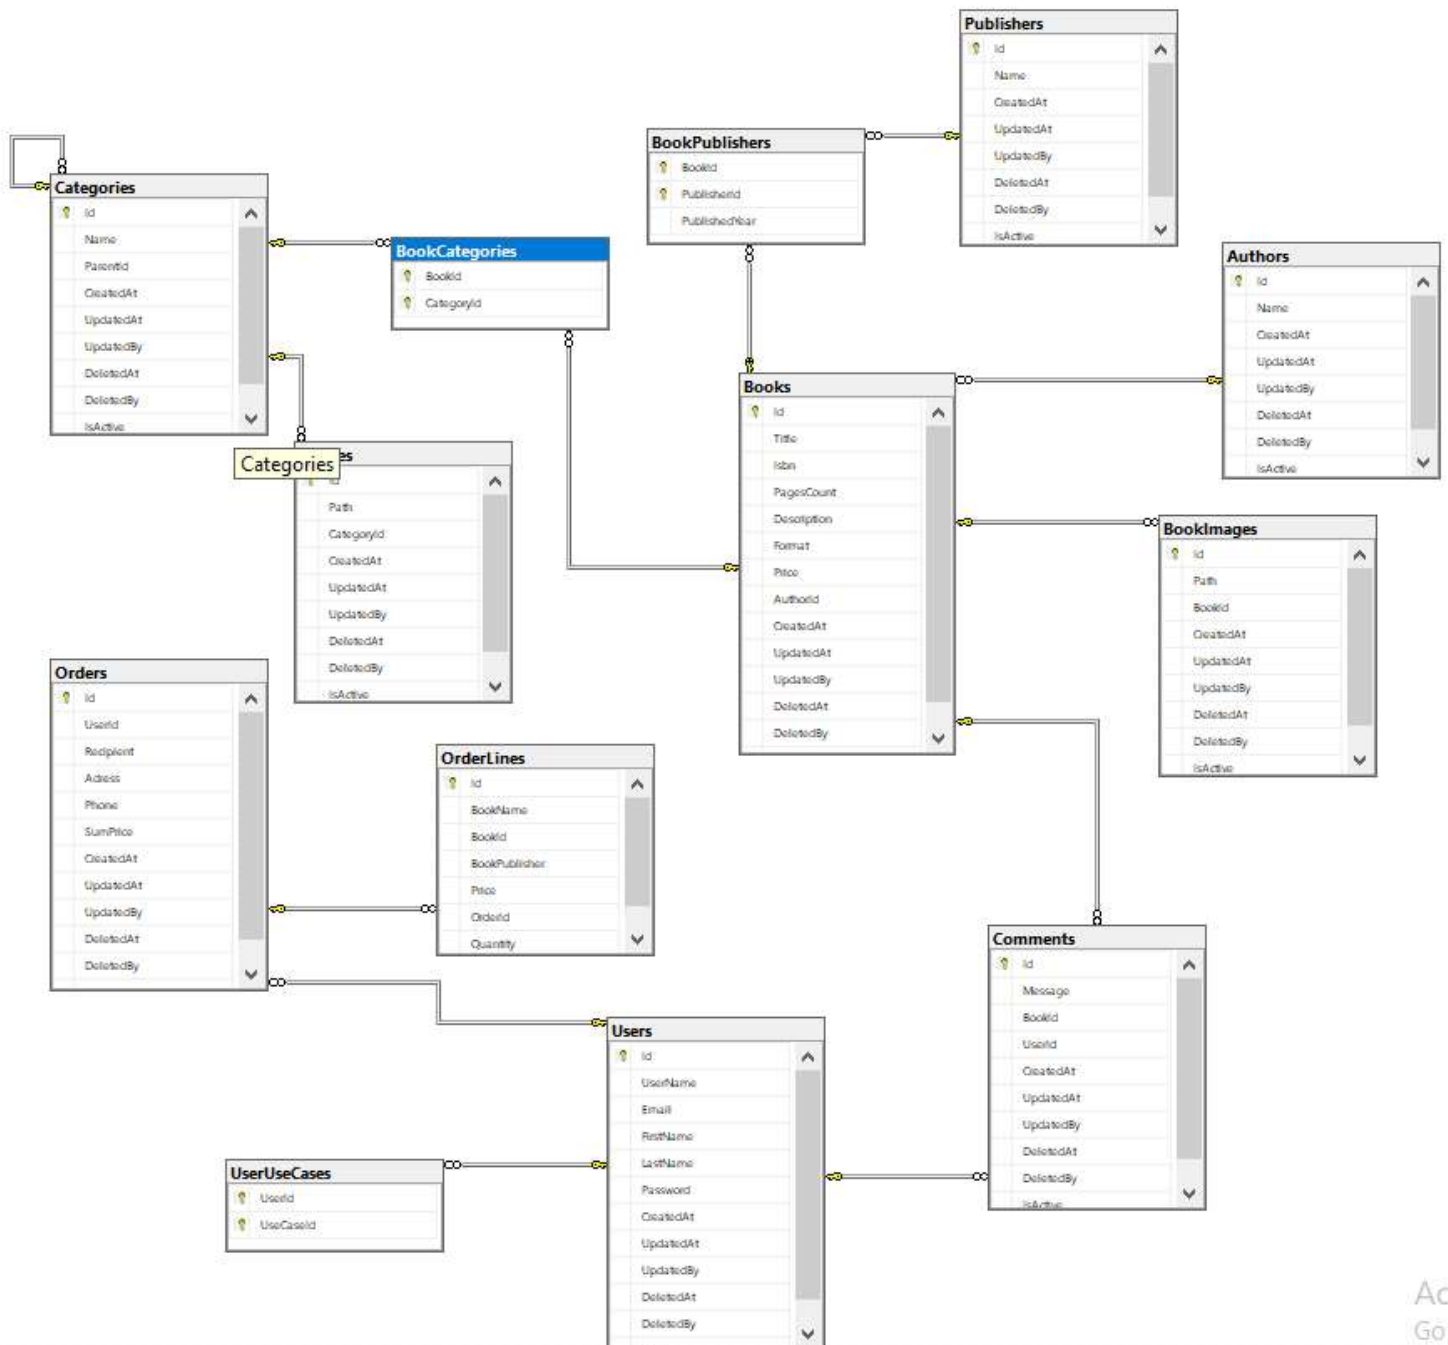 Publishers
Id
Name
CreatedAt
UpdatedAt
UpdatedBy
DeletedAt
DeletedBy
IsActive
BookPublishers
BookId
PublisherId
PublishedYear
Categories
Id
Name
ParentId
CreatedAt
UpdatedAt
UpdatedBy
DeletedAt
DeletedBy
IsActive
BookCategories
BookId
CategoryId
Authors
Id
Name
CreatedAt
UpdatedAt
UpdatedBy
DeletedAt
DeletedBy
IsActive
Books
Id
Title
Isbn
PagesCount
Description
Format
Price
AuthorId
CreatedAt
UpdatedAt
UpdatedBy
DeletedAt
DeletedBy
Categories
es
Id
Path
CategoryId
CreatedAt
UpdatedAt
UpdatedBy
DeletedAt
DeletedBy
IsActive
BookImages
Id
Path
BookId
CreatedAt
UpdatedAt
UpdatedBy
DeletedAt
DeletedBy
IsActive
Orders
Id
UserId
Recipient
Adress
Phone
SumPrice
CreatedAt
UpdatedAt
UpdatedBy
DeletedAt
DeletedBy
OrderLines
Id
BookName
BookId
BookPublisher
Price
OrderId
Quantity
Comments
Id
Message
BookId
UserId
CreatedAt
UpdatedAt
UpdatedBy
DeletedAt
DeletedBy
IsActive
Users
Id
UserName
Email
FirstName
LastName
Password
CreatedAt
UpdatedAt
UpdatedBy
DeletedAt
DeletedBy
UserUseCases
UserId
UseCaseId
Ac
Go